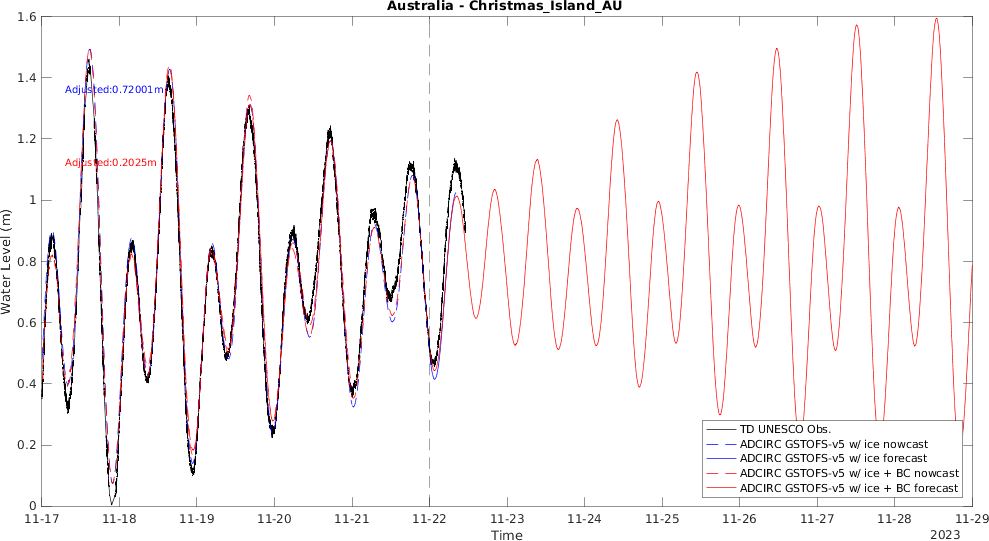 Australia - Christmas_Island_AU
1.6
1.4
1.2
1
0.8
0.6
0.4
0.2
0
Water Level (m)
Adjusted:0.72001m
Adjusted:0.2025m
TD UNESCO Obs.
ADCIRC GSTOFS-v5 w/ ice nowcast
ADCIRC GSTOFS-v5 w/ ice forecast
ADCIRC GSTOFS-v5 w/ ice + BC nowcast
ADCIRC GSTOFS-v5 w/ ice + BC forecast
11-17 11-18 11-19 11-20 11-21 11-22 11-23 11-24 11-25 11-26 11-27 11-28 11-29
Time
2023